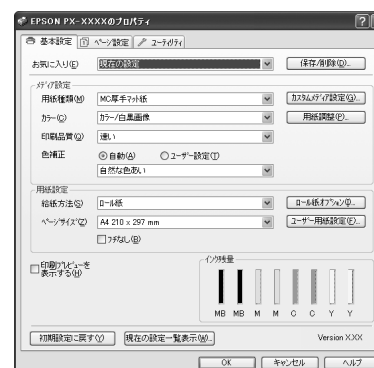 EPSON PX-XXXXのプロパティ
基本設定 ページ設定 ユーティリティ
お気に入り(E) 現在の設定 保存/削除(D)...
メディア設定
用紙種類(M) MC厚手マット紙 カスタムメディア設定(G)...
カラー(C) カラー/白黒画像 用紙調整(P)...
印刷品質(Q) 速い
色補正 自動(A) ユーザー設定(T)
自然な色あい
用紙設定
給紙方法(S) ロール紙 ロール紙オプション(I)...
ページサイズ(Z) A4 210 x 297 mm ユーザー用紙設定(F)...
フチなし(B)
印刷プレビューを
表示する(H)
インク残量
MB MB M M C C Y Y
初期設定に戻す(Y) 現在の設定一覧表示(W)... Version X.XX
OK キャンセル ヘルプ